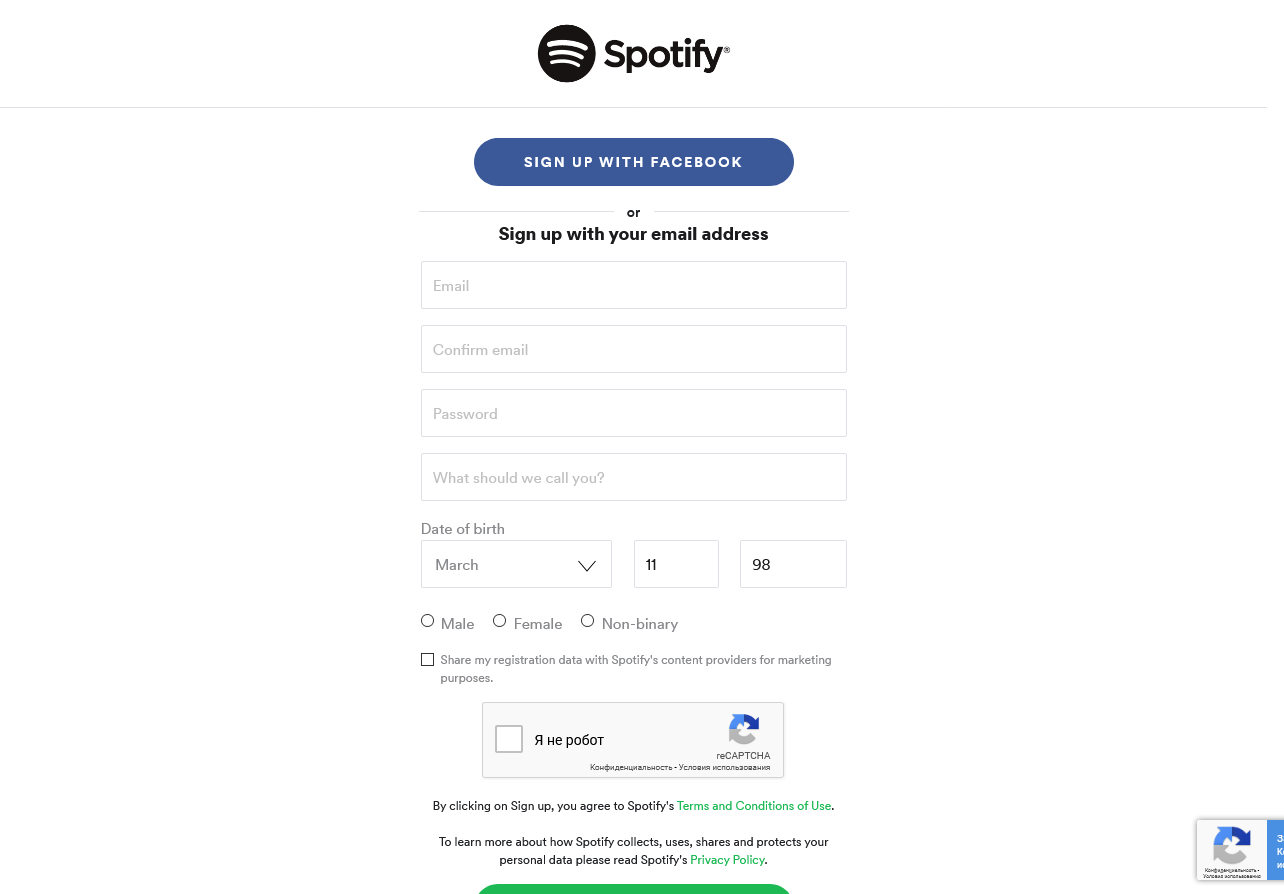 Spotify®
SIGN UP WITH FACEBOOK
or
Sign up with your email address
Email
Confirm email
Password
What should we call you?
Date of birth
March 11 98
Male Female Non-binary
Share my registration data with Spotify's content providers for marketing
purposes.
Я не робот
reCAPTCHA
Конфиденциальность - Условия использования
By clicking on Sign up, you agree to Spotify's Terms and Conditions of Use.
To learn more about how Spotify collects, uses, shares and protects your
personal data please read Spotify's Privacy Policy.
Конфиденциальность -
Условия использования